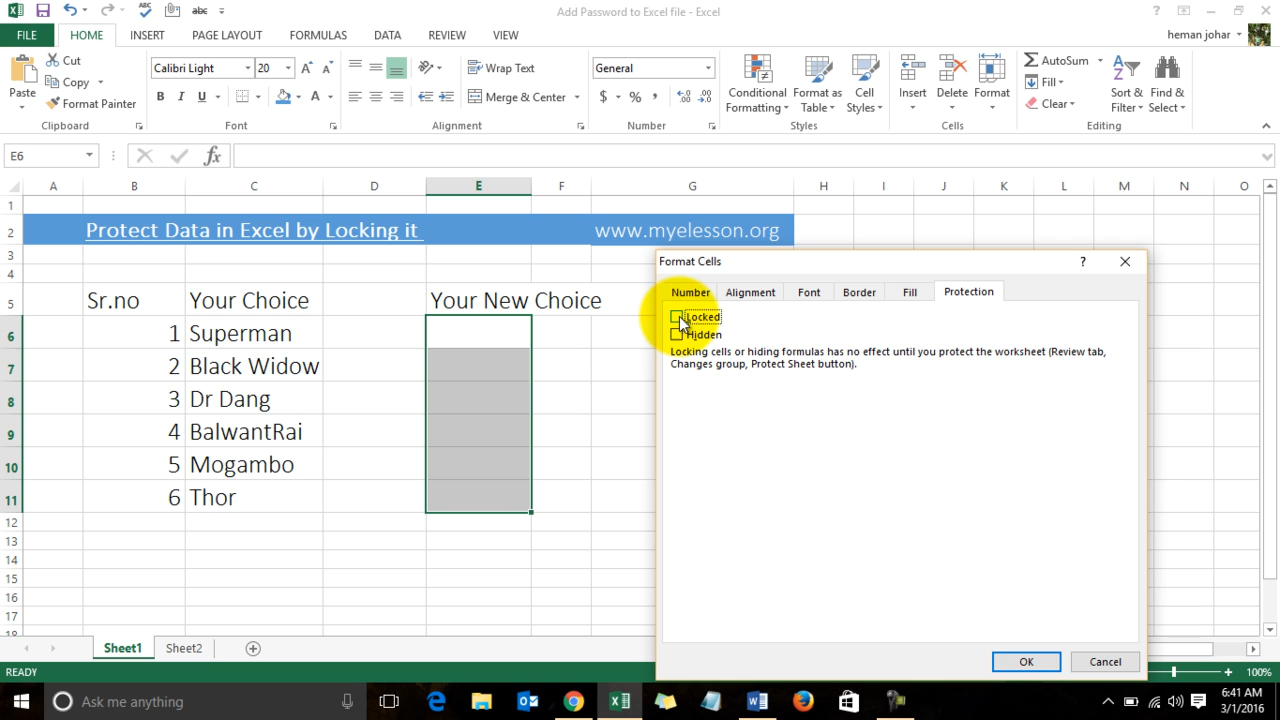 Add Password to Excel file - Excel
abc
FILE HOME INSERT PAGE LAYOUT FORMULAS DATA REVIEW VIEW heman johar
Paste
Cut
Copy
Format Painter
Clipboard
Calibri Light 20
B I U
Font
Wrap Text
Merge & Center
Alignment
General
$ % ,
Number
Conditional Formatting
Format as Table
Cell Styles
Styles
Insert
Delete
Format
Cells
AutoSum
Fill
Clear
Sort & Filter
Find & Select
Editing
E6 fx
A B C D E F G H I J K L M N O
1
2 Protect Data in Excel by Locking it www.myelesson.org
3
4
5 Sr.no Your Choice Your New Choice
6 1 Superman
7 2 Black Widow
8 3 Dr Dang
9 4 BalwantRai
10 5 Mogambo
11 6 Thor
12
13
14
15
16
17
18
Format Cells ?
Number Alignment Font Border Fill Protection
Locked
Hidden
Locking cells or hiding formulas has no effect until you protect the worksheet (Review tab,
Changes group, Protect Sheet button).
OK Cancel
Sheet1 Sheet2
READY 100%
Ask me anything
6:41 AM
3/1/2016